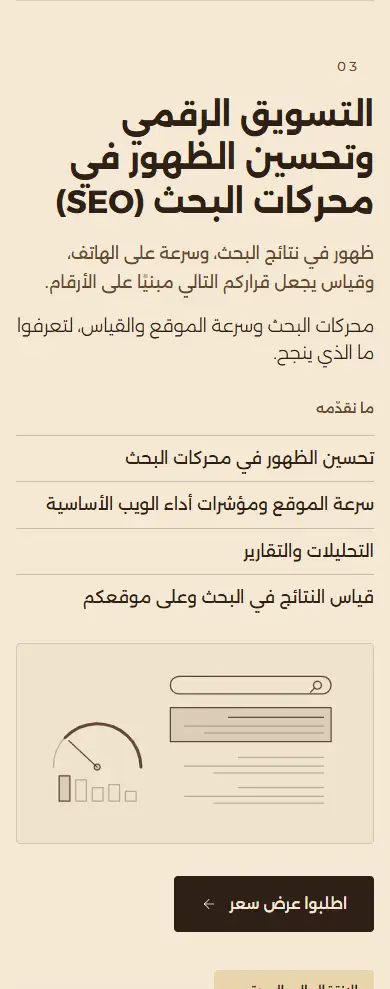 03
التسويق الرقمي
وتحسين الظهور في
محركات البحث (SEO)
ظهور في نتائج البحث، وسرعة على الهاتف،
وقياس يجعل قراركم التالي مبنيًا على الأرقام.
محركات البحث وسرعة الموقع والقياس، لتعرفوا
ما الذي ينجح.
ما نقدّمه
تحسين الظهور في محركات البحث
سرعة الموقع ومؤشرات أداء الويب الأساسية
التحليلات والتقارير
قياس النتائج في البحث وعلى موقعكم
اطلبوا عرض سعر ←